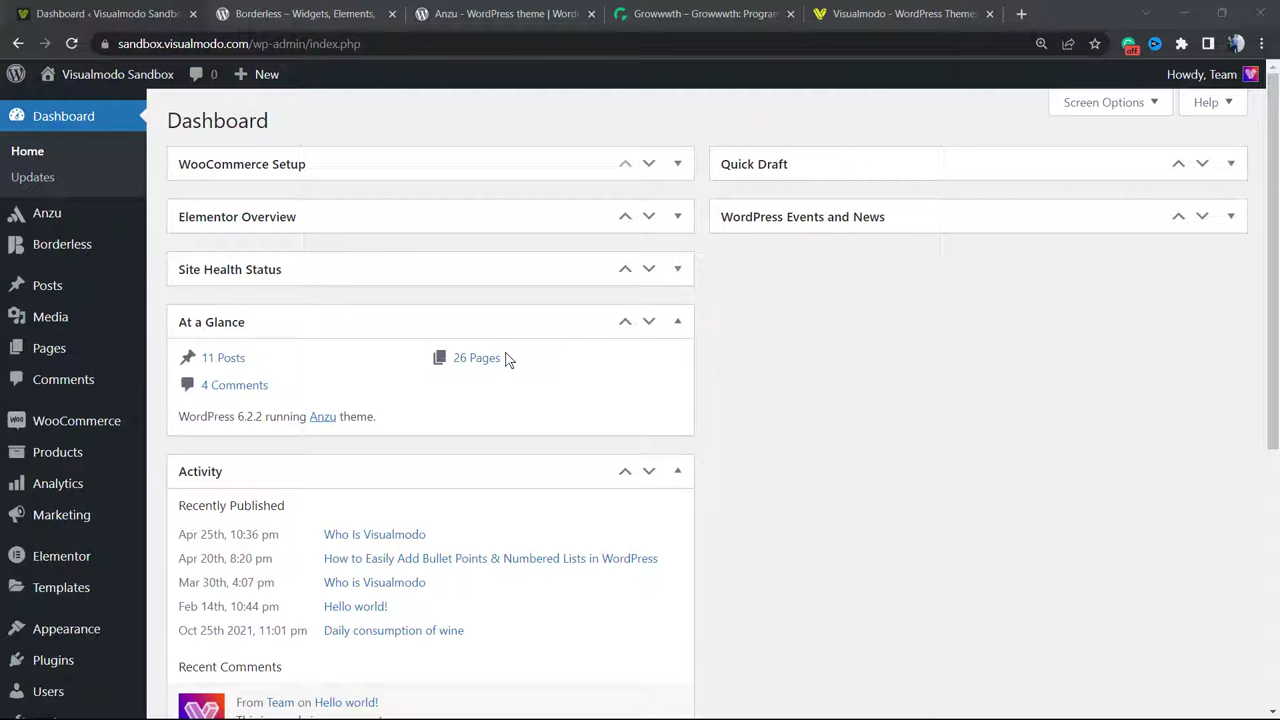 Dashboard ‹ Visualmodo Sandbox
Borderless – Widgets, Elements,
Anzu - WordPress theme | Word
Growwwth – Growwwth: Program
Visualmodo - WordPress Themes
sandbox.visualmodo.com/wp-admin/index.php
off
Visualmodo Sandbox
0
New
Howdy, Team
Screen Options
Help
Dashboard
Home
Updates
Anzu
Borderless
Posts
Media
Pages
Comments
WooCommerce
Products
Analytics
Marketing
Elementor
Templates
Appearance
Plugins
Users
Dashboard
WooCommerce Setup
Quick Draft
Elementor Overview
WordPress Events and News
Site Health Status
At a Glance
11 Posts
26 Pages
4 Comments
WordPress 6.2.2 running Anzu theme.
Activity
Recently Published
Apr 25th, 10:36 pm Who Is Visualmodo
Apr 20th, 8:20 pm How to Easily Add Bullet Points & Numbered Lists in WordPress
Mar 30th, 4:07 pm Who is Visualmodo
Feb 14th, 10:44 pm Hello world!
Oct 25th 2021, 11:01 pm Daily consumption of wine
Recent Comments
From Team on Hello world!